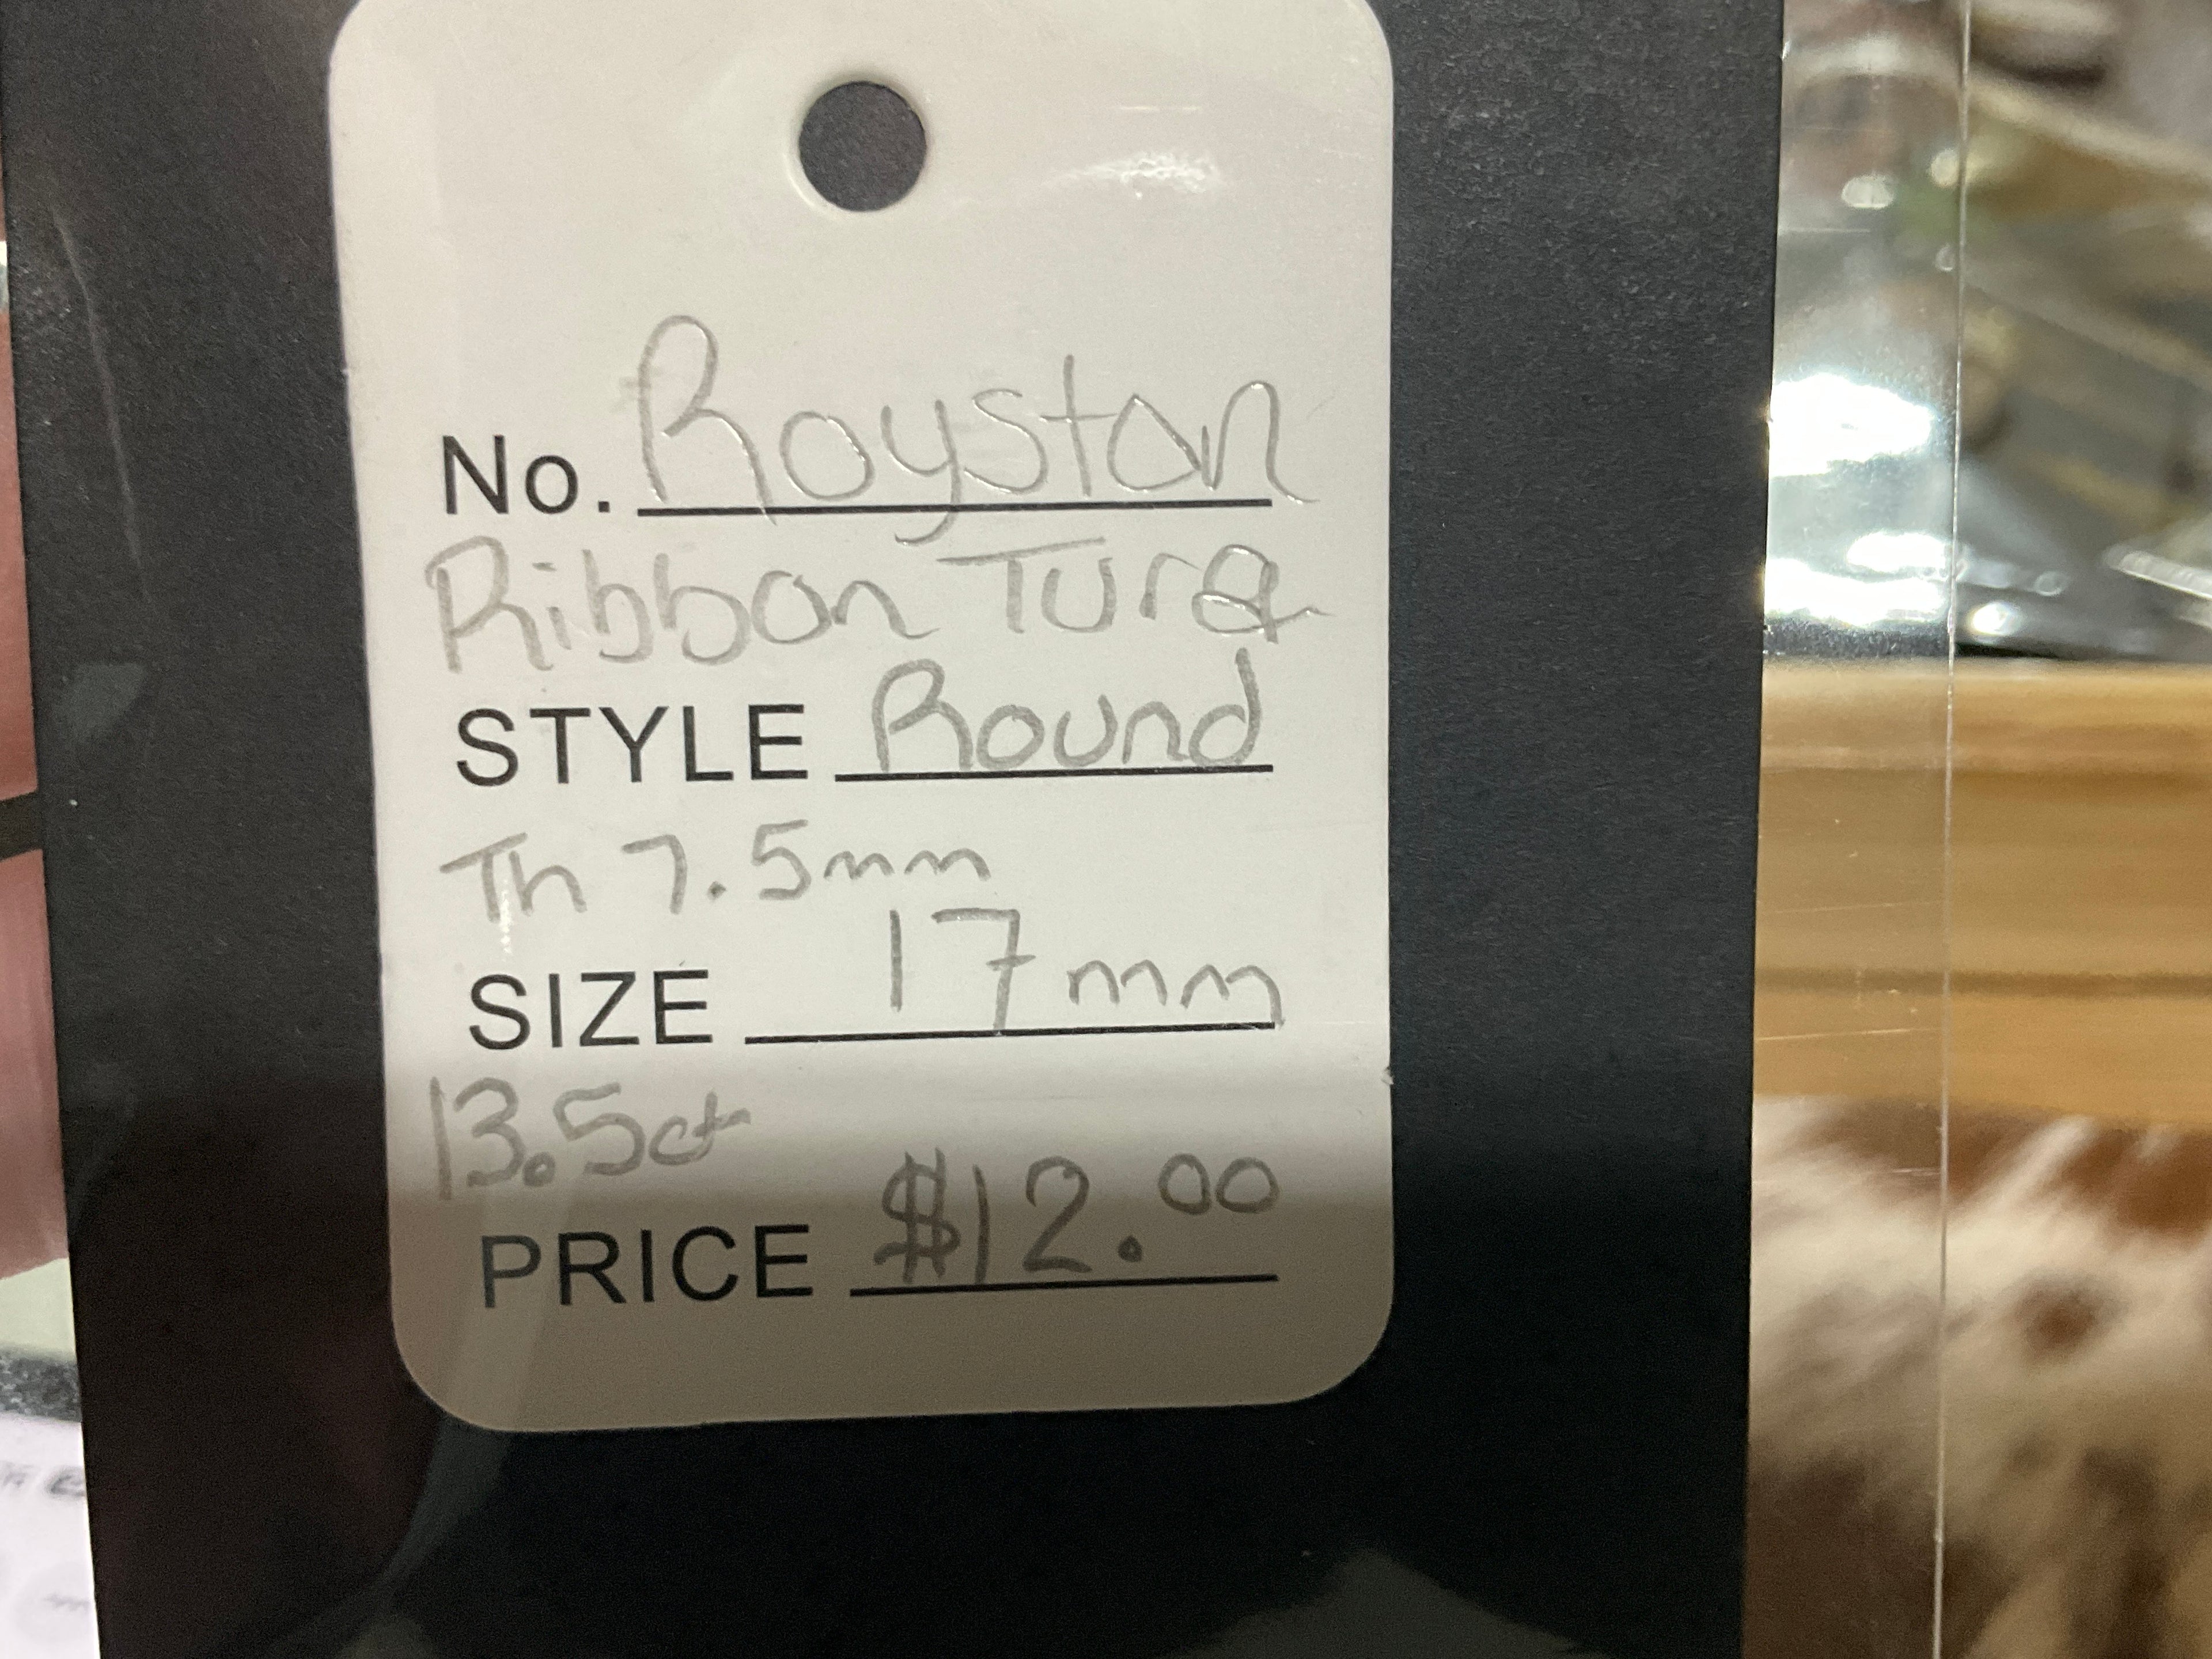 No. Royston
Ribbon Turq
STYLE Round
Th 7.5mm
SIZE 17mm
13.5ct
PRICE $12.00